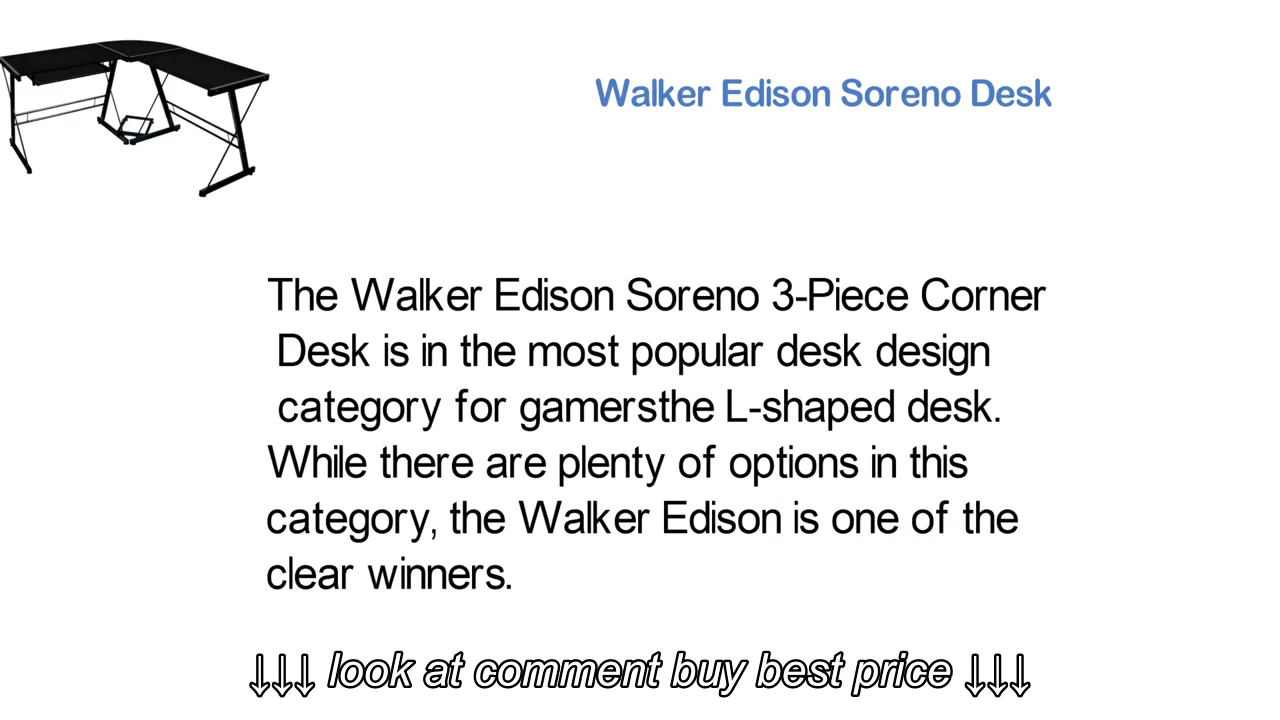 Walker Edison Soreno Desk
The Walker Edison Soreno 3-Piece Corner
Desk is in the most popular desk design
category for gamersthe L-shaped desk.
While there are plenty of options in this
category, the Walker Edison is one of the
clear winners.
↓↓↓ look at comment buy best price ↓↓↓